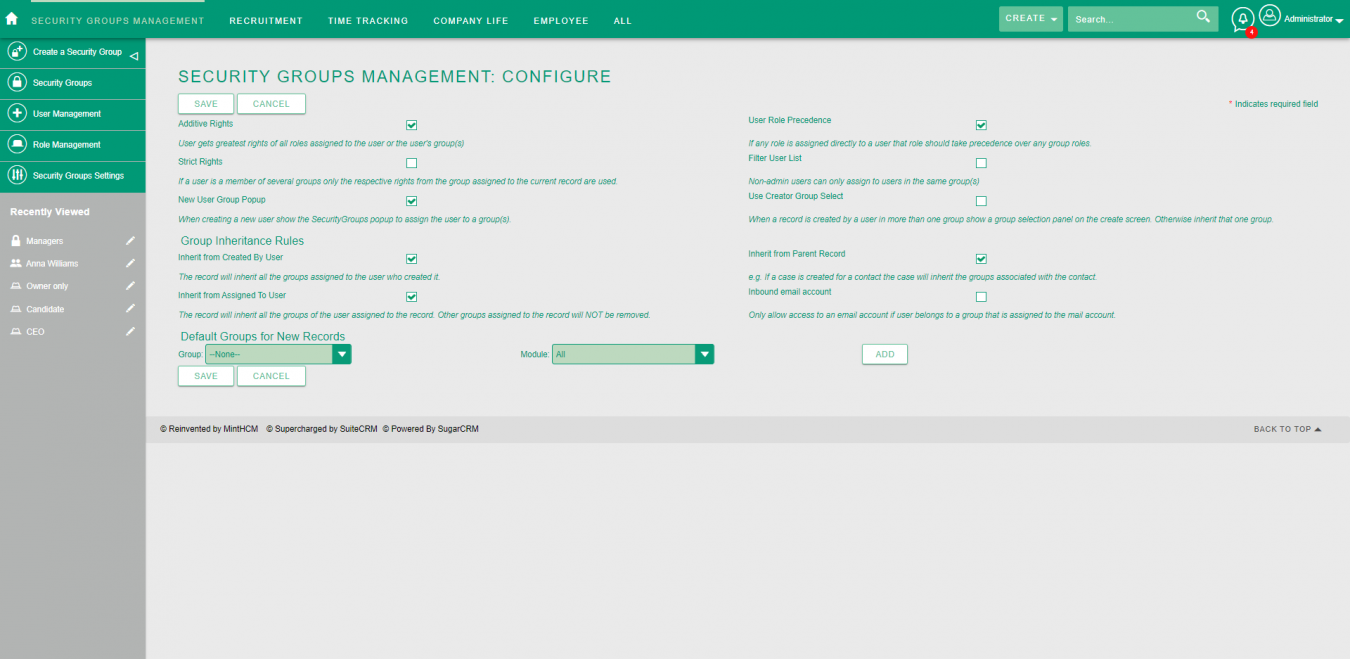 SECURITY GROUPS MANAGEMENT RECRUITMENT TIME TRACKING COMPANY LIFE EMPLOYEE ALL CREATE Search... 4 Administrator
Create a Security Group
Security Groups
User Management
Role Management
Security Groups Settings
Recently Viewed
Managers
Anna Williams
Owner only
Candidate
CEO
SECURITY GROUPS MANAGEMENT: CONFIGURE
SAVE CANCEL * Indicates required field
Additive Rights User Role Precedence
User gets greatest rights of all roles assigned to the user or the user's group(s) If any role is assigned directly to a user that role should take precedence over any group roles.
Strict Rights Filter User List
If a user is a member of several groups only the respective rights from the group assigned to the current record are used. Non-admin users can only assign to users in the same group(s)
New User Group Popup Use Creator Group Select
When creating a new user show the SecurityGroups popup to assign the user to a group(s). When a record is created by a user in more than one group show a group selection panel on the create screen. Otherwise inherit that one group.
Group Inheritance Rules
Inherit from Created By User Inherit from Parent Record
The record will inherit all the groups assigned to the user who created it. e.g. If a case is created for a contact the case will inherit the groups associated with the contact.
Inherit from Assigned To User Inbound email account
The record will inherit all the groups of the user assigned to the record. Other groups assigned to the record will NOT be removed. Only allow access to an email account if user belongs to a group that is assigned to the mail account.
Default Groups for New Records
Group: --None-- Module: All ADD
SAVE CANCEL
© Reinvented by MintHCM © Supercharged by SuiteCRM © Powered By SugarCRM BACK TO TOP